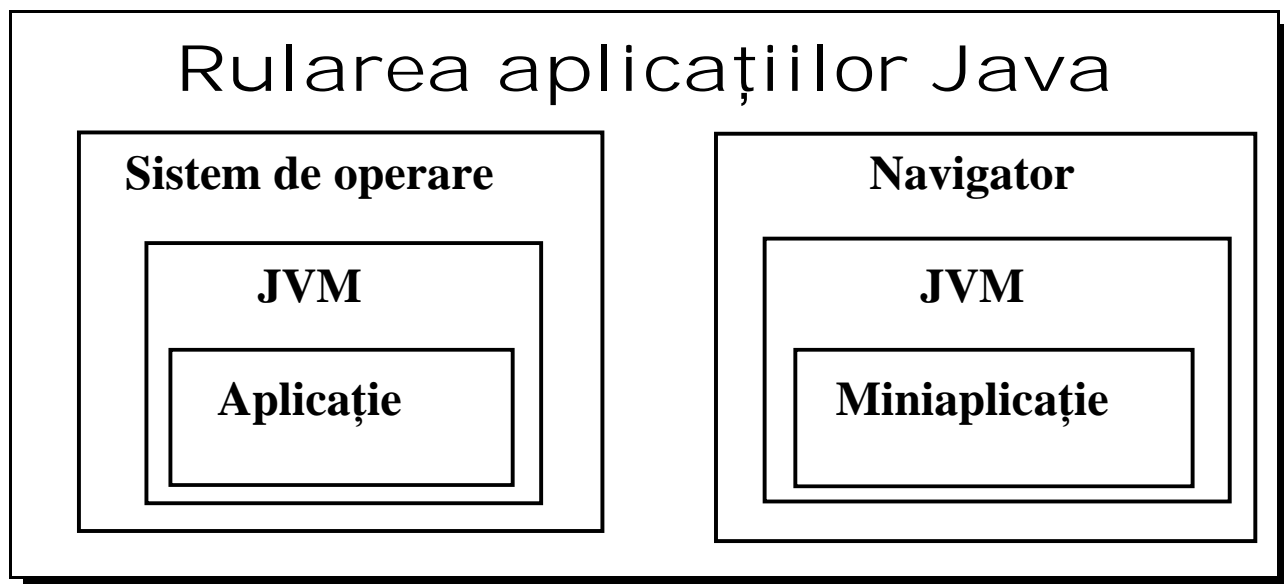 Rularea aplicațiilor Java
Sistem de operare
JVM
Aplicație
Navigator
JVM
Miniaplicație